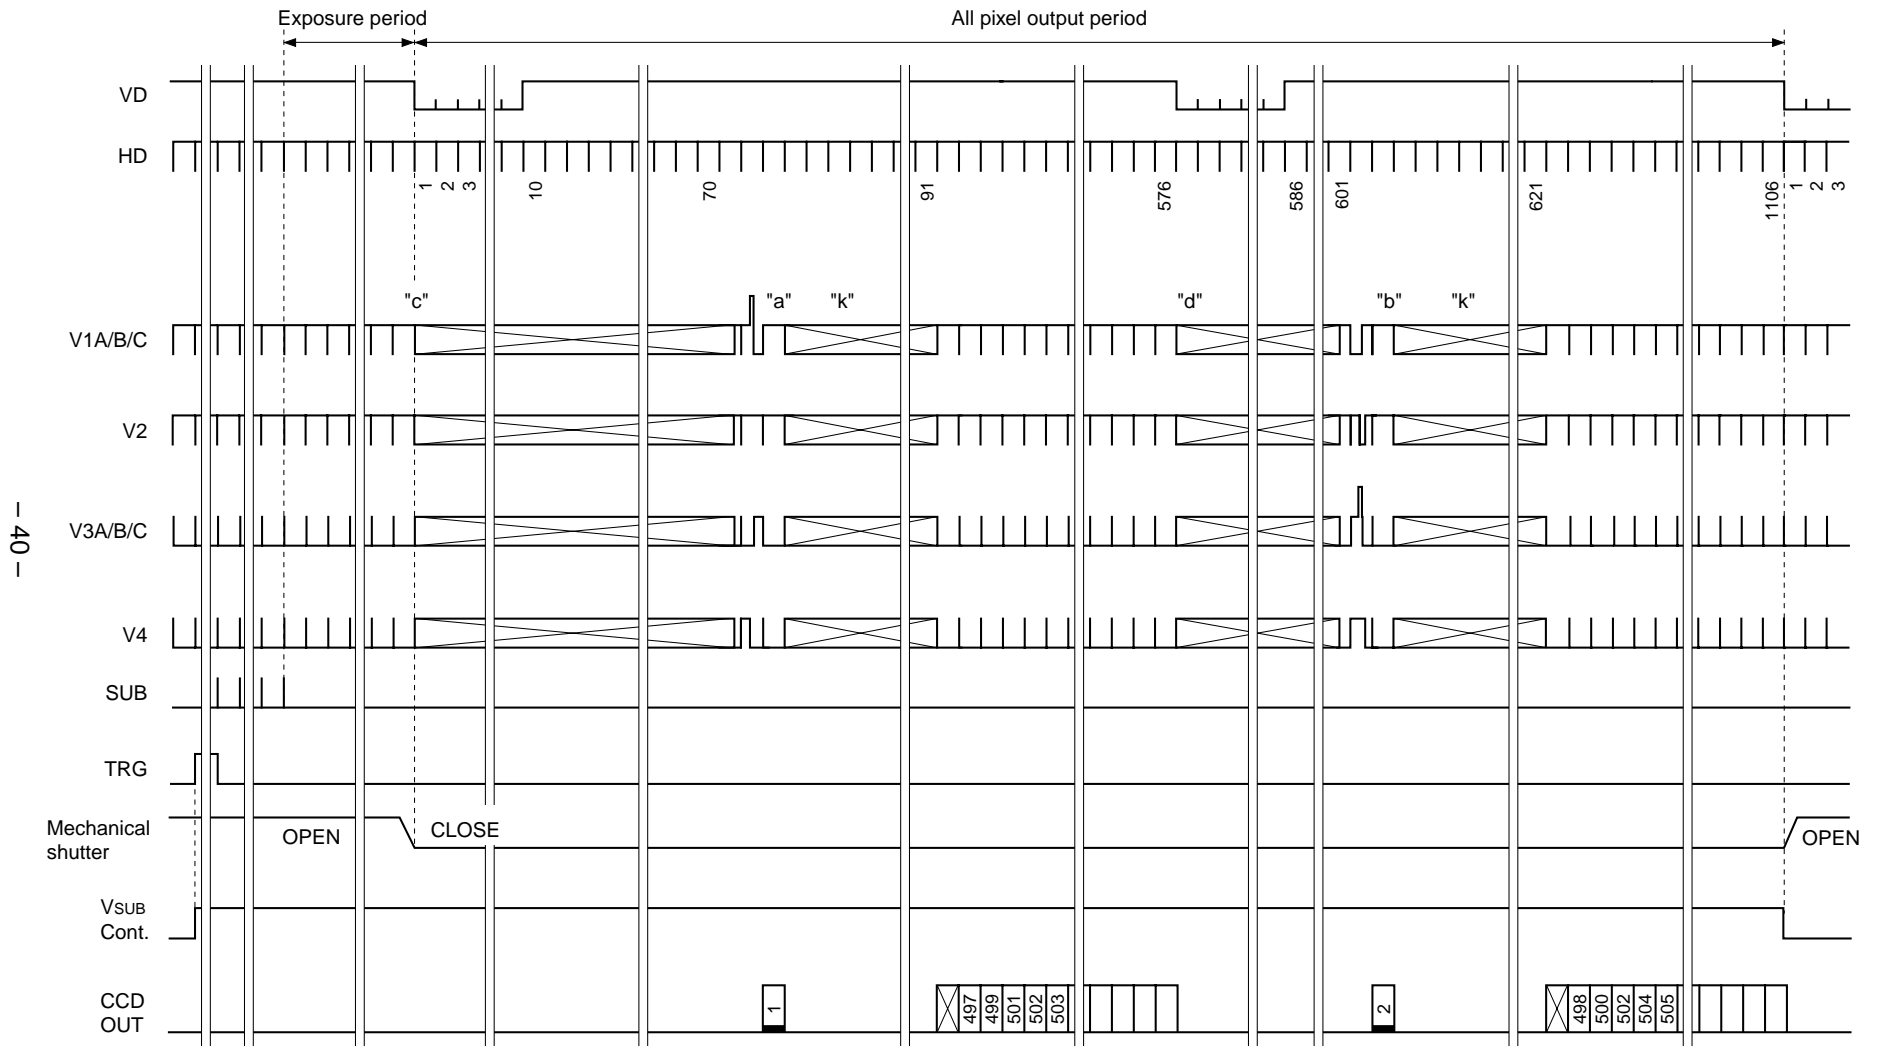 Exposure period
All pixel output period
VD
HD
1
2
3
10
70
91
576
586
601
621
1106
1
2
3
"c"
"a"
"k"
"d"
"b"
"k"
V1A/B/C
V2
V3A/B/C
V4
SUB
TRG
Mechanical
shutter
OPEN
CLOSE
OPEN
VSUB
Cont.
CCD
OUT
1
497
499
501
502
503
2
498
500
502
504
505
– 40 –